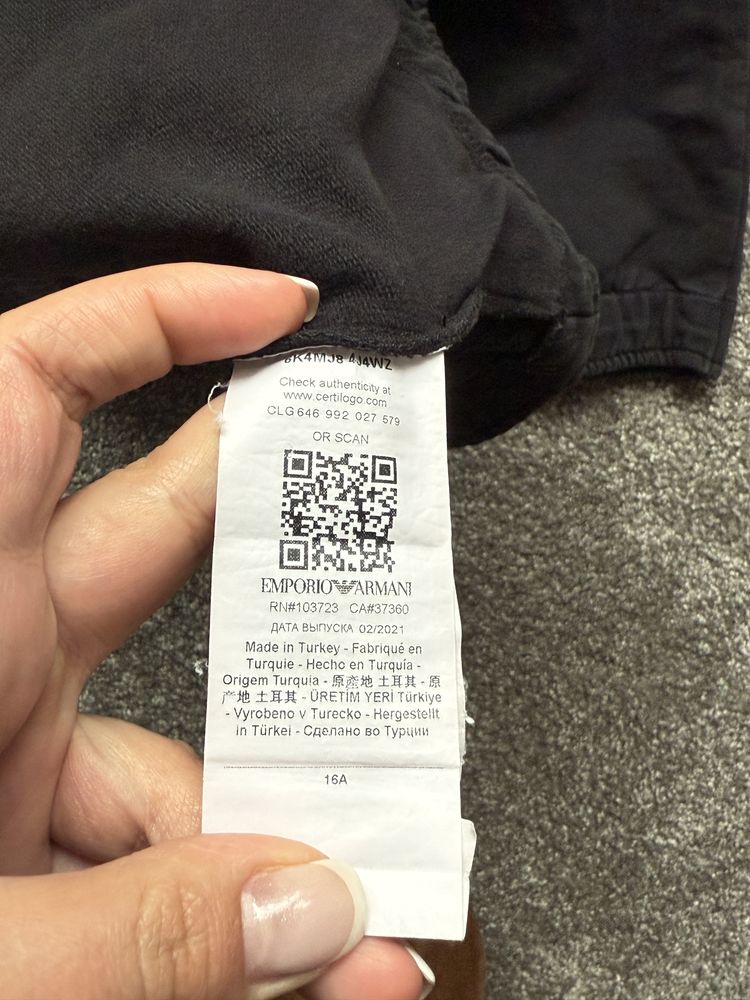 6K4MJ8 4J4WZ
Check authenticity at
www.certilogo.com
CLG 646 992 027 579
OR SCAN
EMPORIO ARMANI
RN#103723 CA#37360
ДАТА ВЫПУСКА 02/2021
Made in Turkey - Fabriqué en
Turquie - Hecho en Turquía -
Origem Turquia - 原產地 土耳其 - 原
产地 土耳其 - ÜRETİM YERİ Türkiye
- Vyrobeno v Turecko - Hergestellt
in Türkei - Сделано во Турции
16A